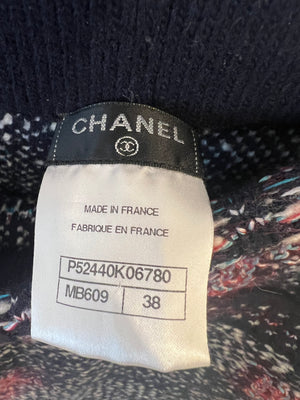 CHANEL
MADE IN FRANCE
FABRIQUE EN FRANCE
P52440K06780
MB609 38